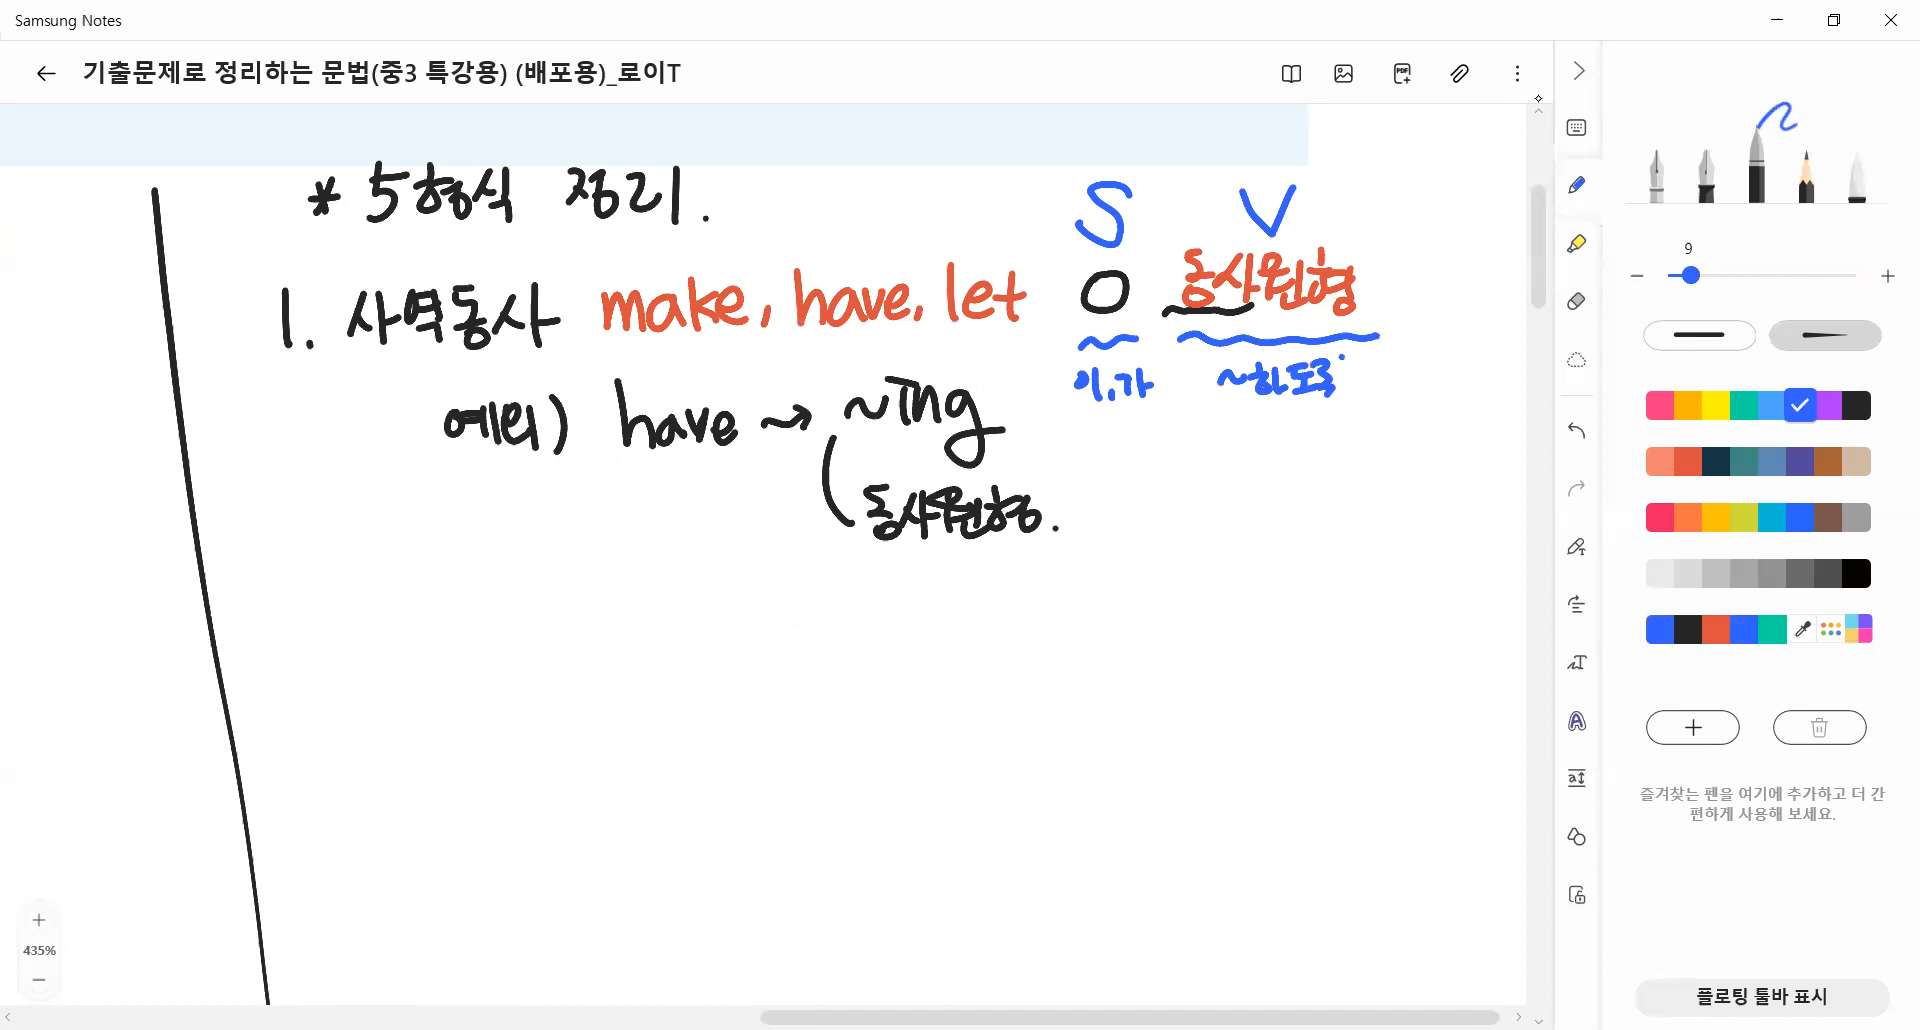 Samsung Notes
기출문제로 정리하는 문법(중3 특강용) (배포용)_로이T
* 5형식 정리.
S V
1. 사역동사 make, have, let O 동사원형
이,가 ~하도록
예외) have → ~ing
동사원형.
9
즐겨찾는 펜을 여기에 추가하고 더 간
편하게 사용해 보세요.
435%
플로팅 툴바 표시